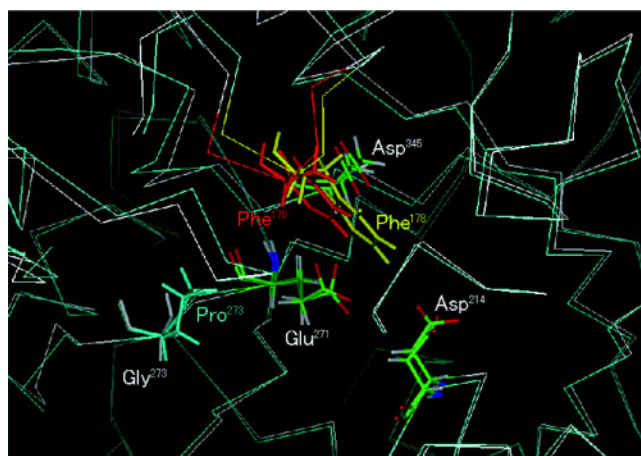 Asp³⁴⁵
Phe¹⁷⁸ Phe¹⁷⁸
Asp²¹⁴
Pro²⁷³
Glu²⁷¹
Gly²⁷³